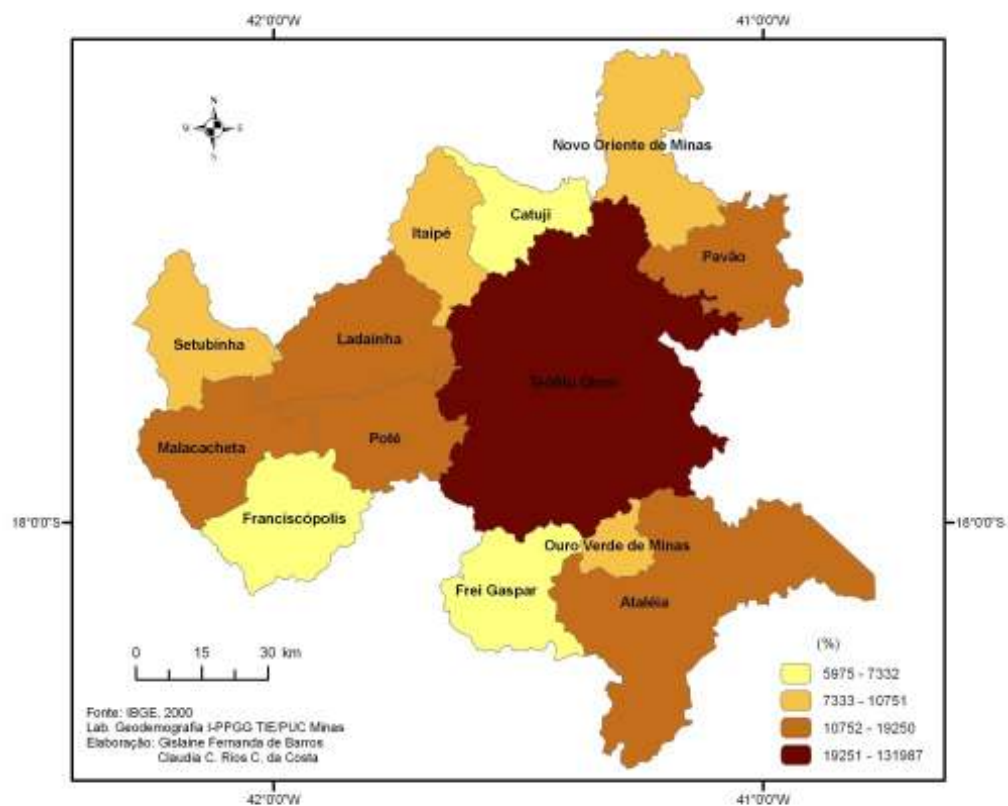 42°0'0"W
41°0'0"W
N
E
S
Novo Oriente de Minas
Catuji
Itaipé
Pavão
Setubinha
Ladainha
Malacacheta
Poté
Franciscópolis
18°0'0"S
18°0'0"S
Ouro Verde de Minas
Frei Gaspar
Ataléia
0 15 30 km
(%)
5975 - 7332
7333 - 10751
10752 - 19250
19251 - 131987
Fonte: IBGE, 2000
Lab. Geodemografia I-PPGG TIE/PUC Minas
Elaboração: Gislaine Fernanda de Barros
Claudia C. Rios C. da Costa
42°0'0"W
41°0'0"W